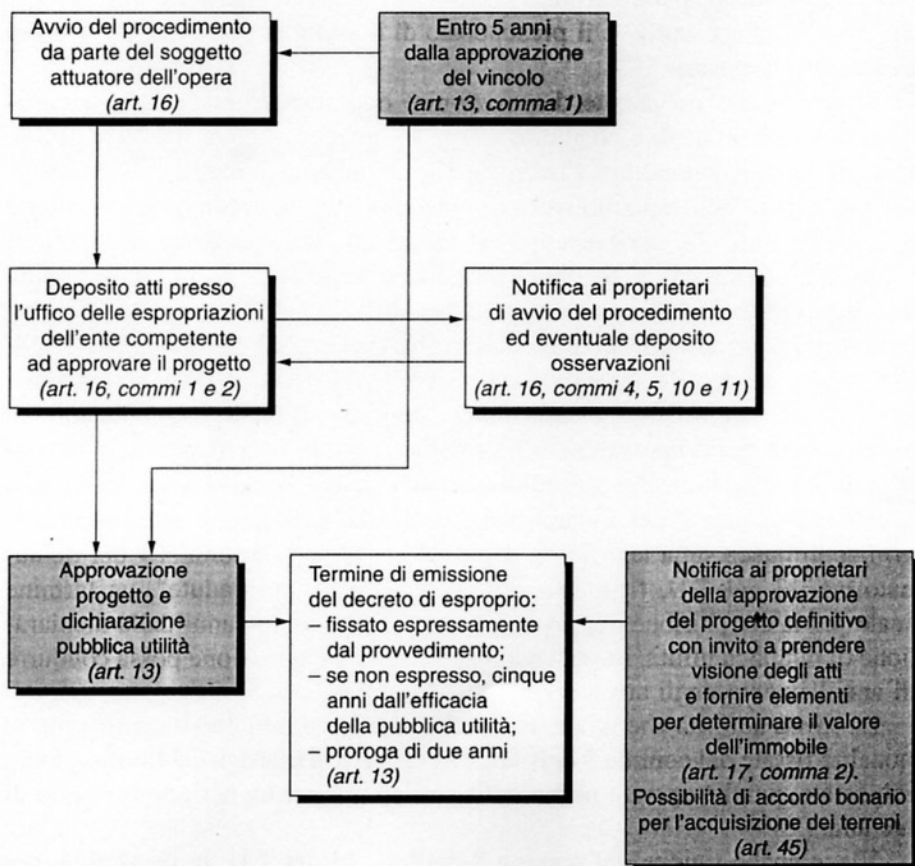 Avvio del procedimento
da parte del soggetto
attuatore dell'opera
(art. 16)
Entro 5 anni
dalla approvazione
del vincolo
(art. 13, comma 1)
Deposito atti presso
l'uffico delle espropriazioni
dell'ente competente
ad approvare il progetto
(art. 16, commi 1 e 2)
Notifica ai proprietari
di avvio del procedimento
ed eventuale deposito
osservazioni
(art. 16, commi 4, 5, 10 e 11)
Approvazione
progetto e
dichiarazione
pubblica utilità
(art. 13)
Termine di emissione
del decreto di esproprio:
– fissato espressamente
dal provvedimento;
– se non espresso, cinque
anni dall'efficacia
della pubblica utilità;
– proroga di due anni
(art. 13)
Notifica ai proprietari
della approvazione
del progetto definitivo
con invito a prendere
visione degli atti
e fornire elementi
per determinare il valore
dell'immobile
(art. 17, comma 2).
Possibilità di accordo bonario
per l'acquisizione dei terreni
(art. 45)